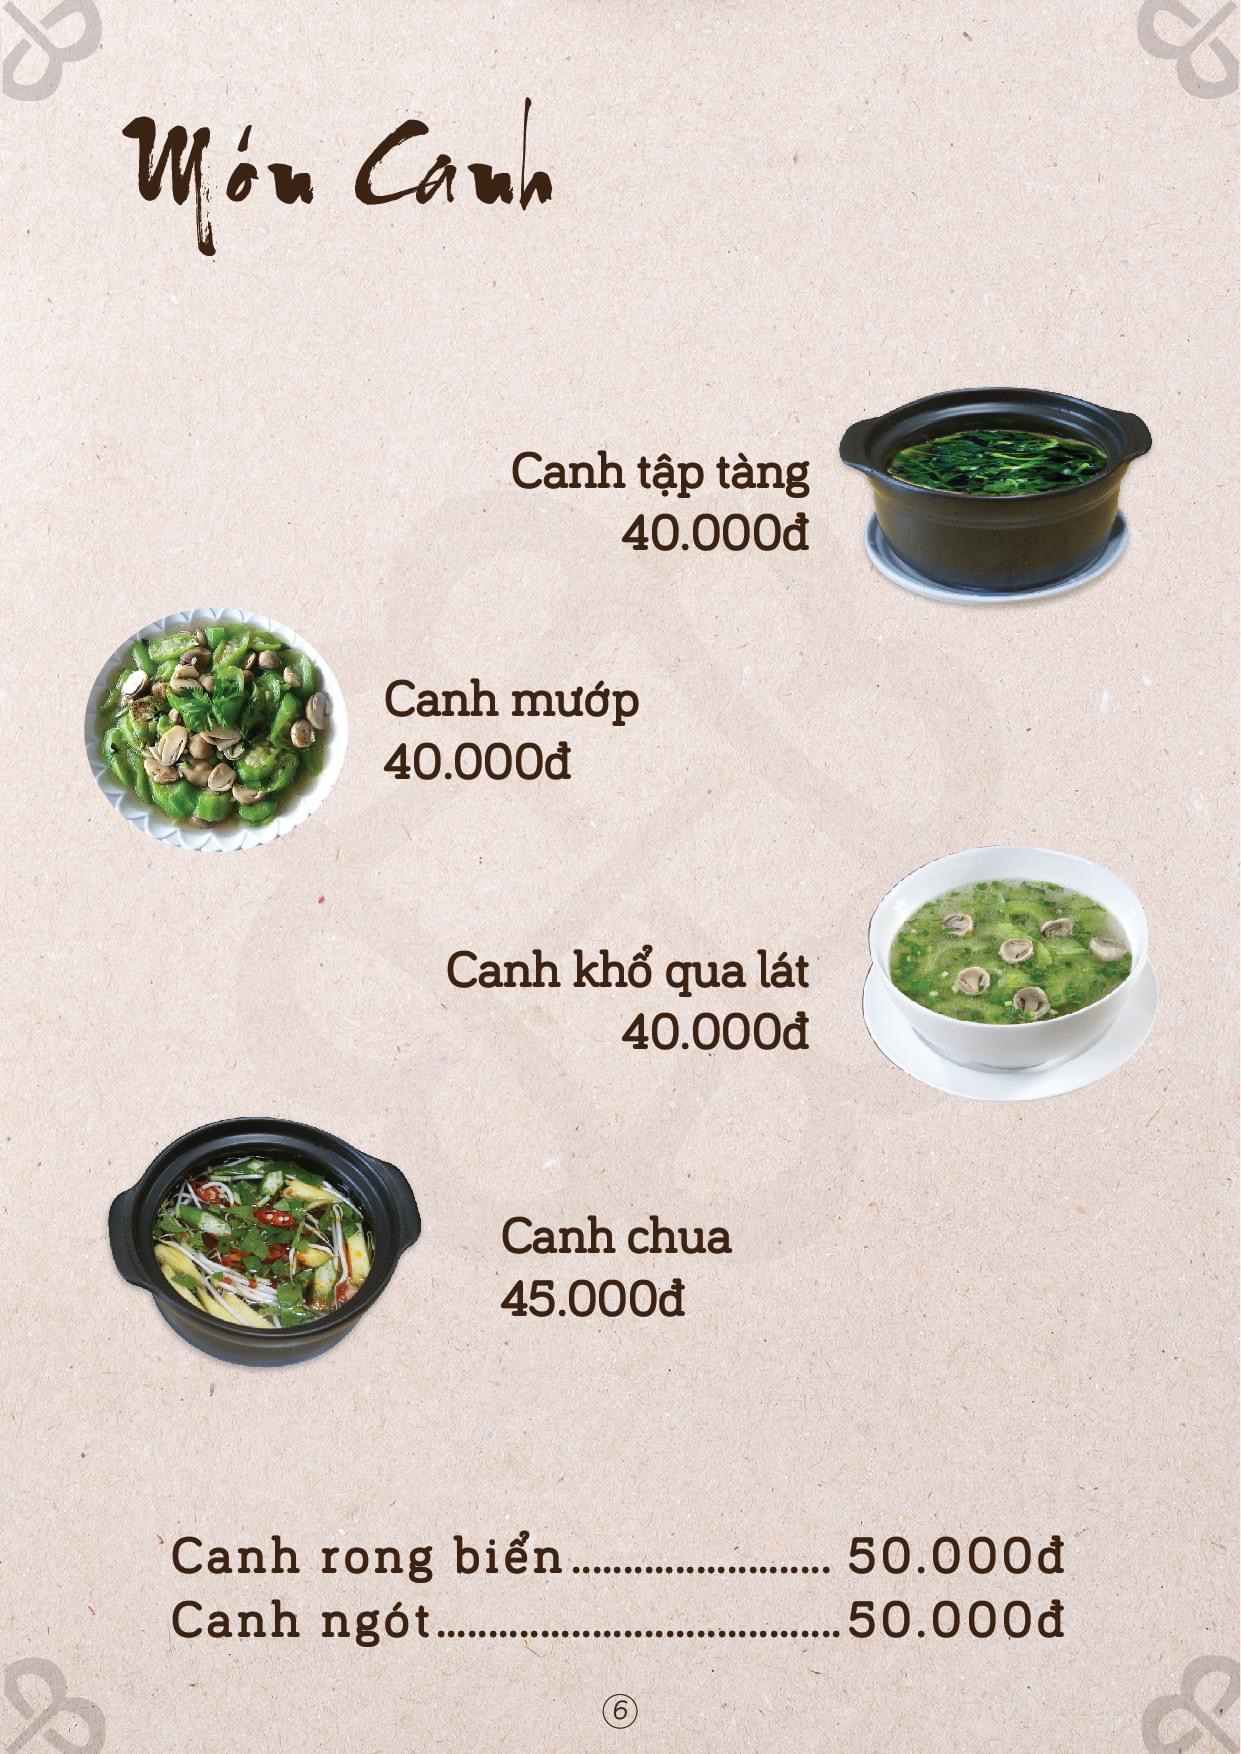 Món Canh
Canh tập tàng
40.000đ
Canh mướp
40.000đ
Canh khổ qua lát
40.000đ
Canh chua
45.000đ
Canh rong biển......................... 50.000đ
Canh ngót.......................................50.000đ
6